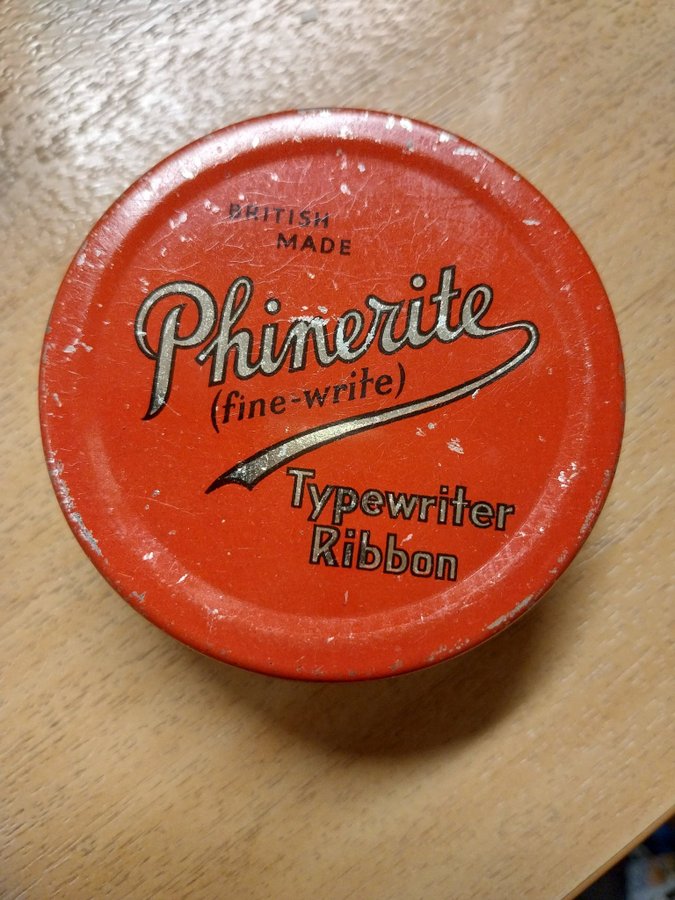 BRITISH
MADE
Phinerite
(fine-write)
Typewriter
Ribbon